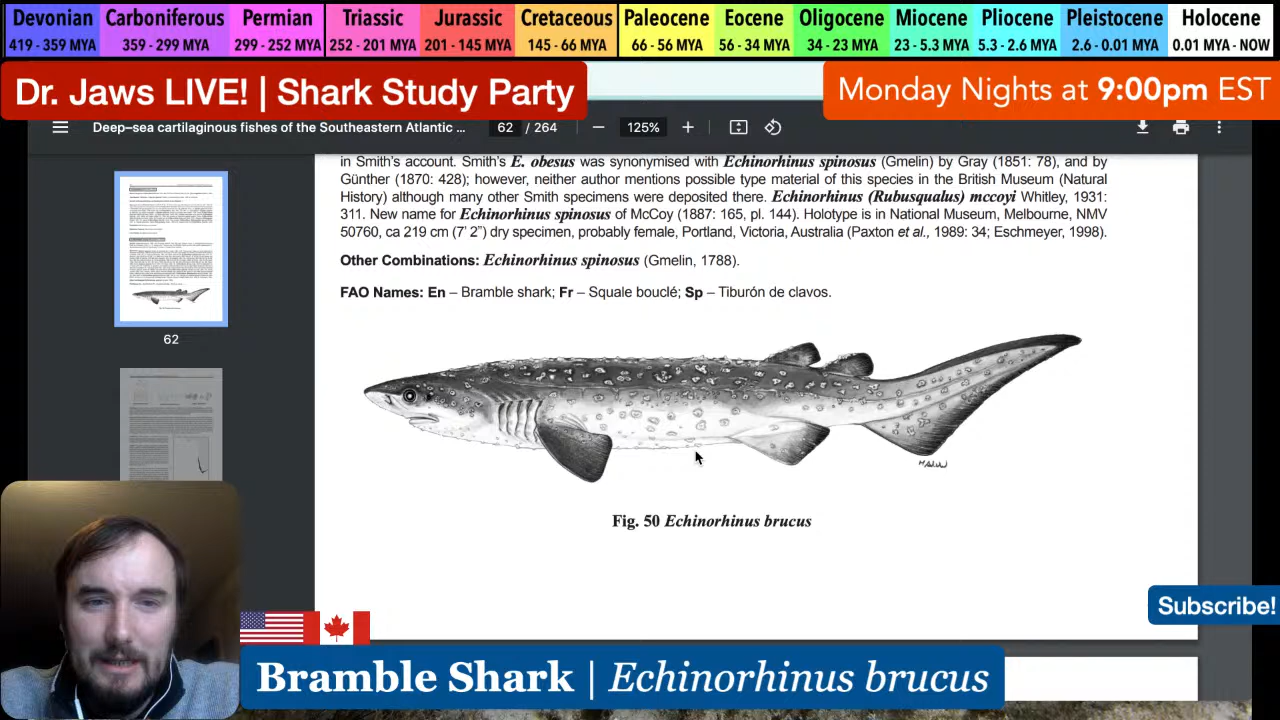 Devonian Carboniferous Permian Triassic Jurassic Cretaceous Paleocene Eocene Oligocene Miocene Pliocene Pleistocene Holocene
419 - 359 MYA 359 - 299 MYA 299 - 252 MYA 252 - 201 MYA 201 - 145 MYA 145 - 66 MYA 66 - 56 MYA 56 - 34 MYA 34 - 23 MYA 23 - 5.3 MYA 5.3 - 2.6 MYA 2.6 - 0.01 MYA 0.01 MYA - NOW
Dr. Jaws LIVE! | Shark Study Party
Monday Nights at 9:00pm EST
Deep-sea cartilaginous fishes of the Southeastern Atlantic ... 62 / 264 125%
in Smith's account. Smith's E. obesus was synonymised with Echinorhinus spinosus (Gmelin) by Gray (1851: 78), and by
Günther (1870: 428); however, neither author mentions possible type material of this species in the British Museum (Natural
History) although many other Smith specimens were deposited there. Echinorhinus (Rubusqualus) mccoyi Whitley, 1931:
311. New name for Echinorhinus spinosus of McCoy (1887: 165, pl. 144). Holotype is in National Museum, Melbourne, NMV
50760, ca 219 cm (7' 2") dry specimen, probably female, Portland, Victoria, Australia (Paxton et al., 1989: 34; Eschmeyer, 1998).
Other Combinations: Echinorhinus spinosus (Gmelin, 1788).
FAO Names: En – Bramble shark; Fr – Squale bouclé; Sp – Tiburón de clavos.
62
Fig. 50 Echinorhinus brucus
Subscribe!
Bramble Shark | Echinorhinus brucus